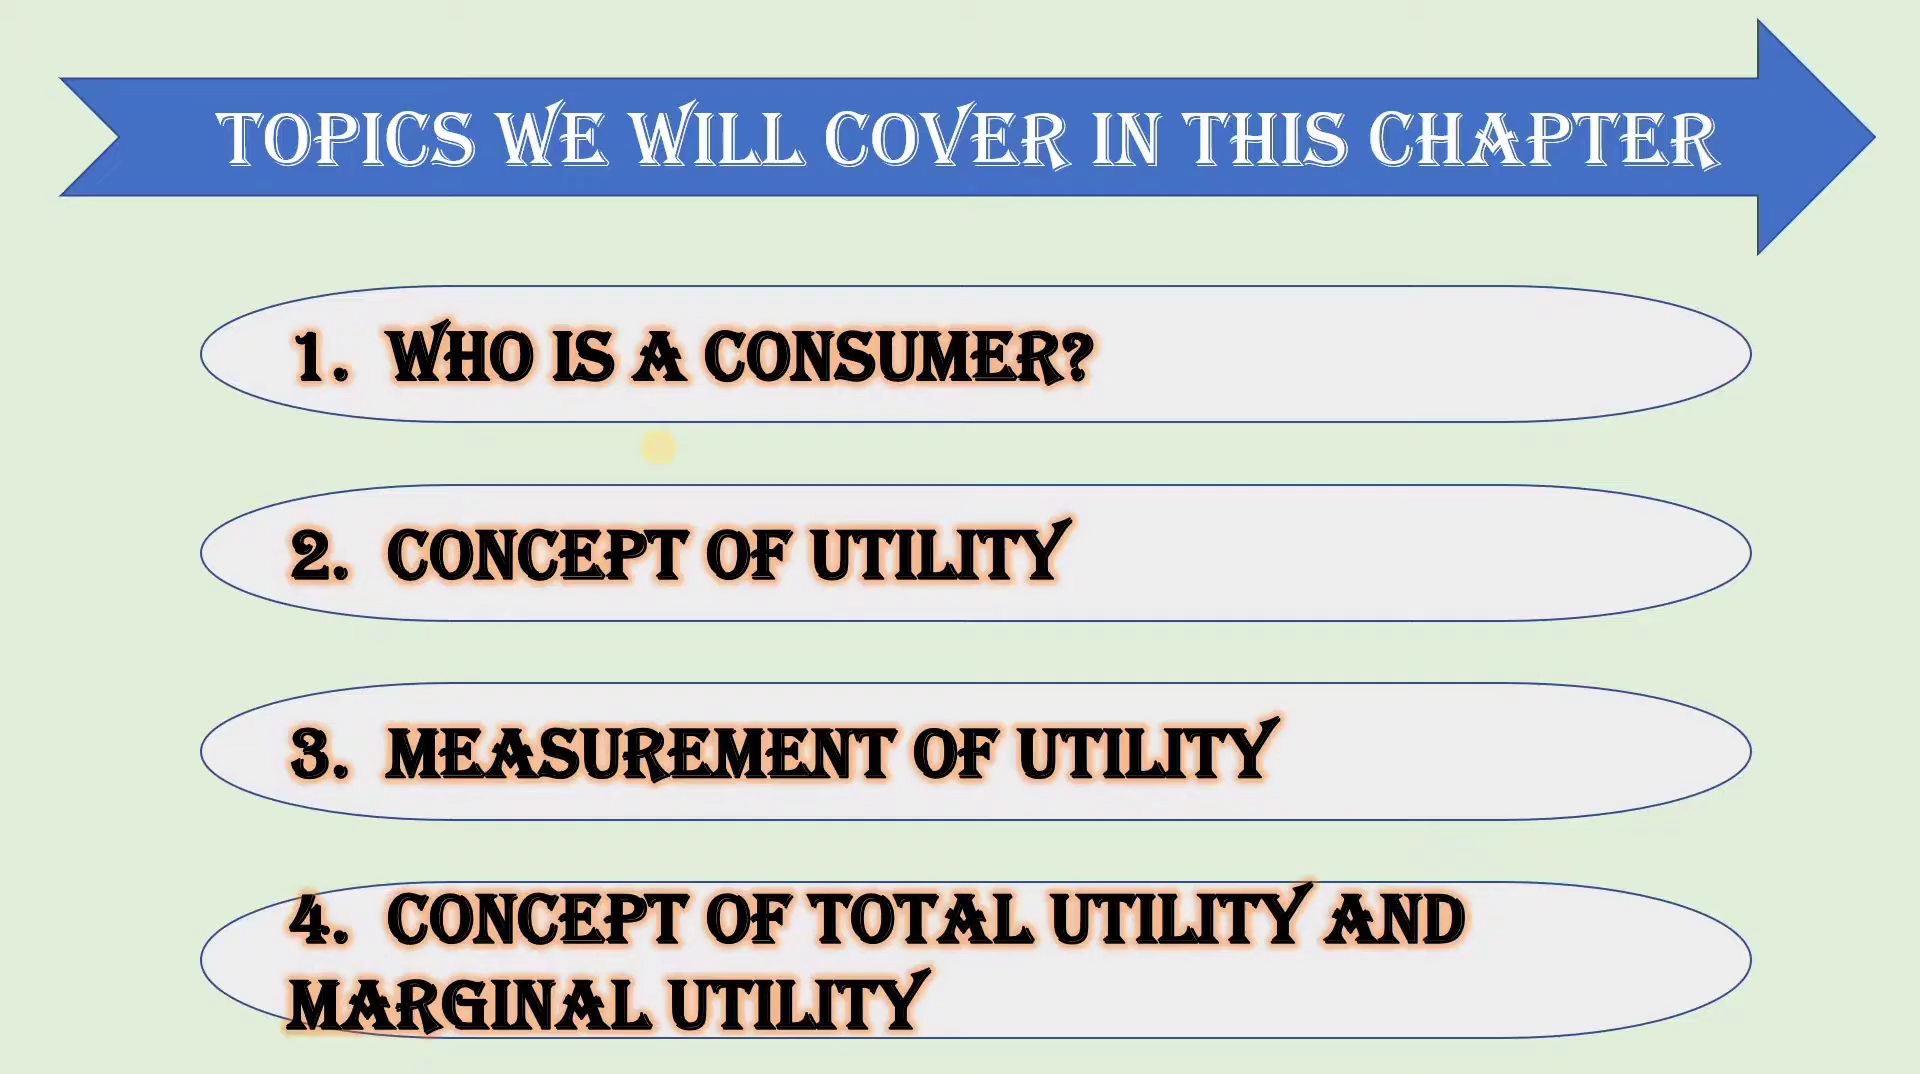 TOPICS WE WILL COVER IN THIS CHAPTER
1. WHO IS A CONSUMER?
2. CONCEPT OF UTILITY
3. MEASUREMENT OF UTILITY
4. CONCEPT OF TOTAL UTILITY AND
MARGINAL UTILITY